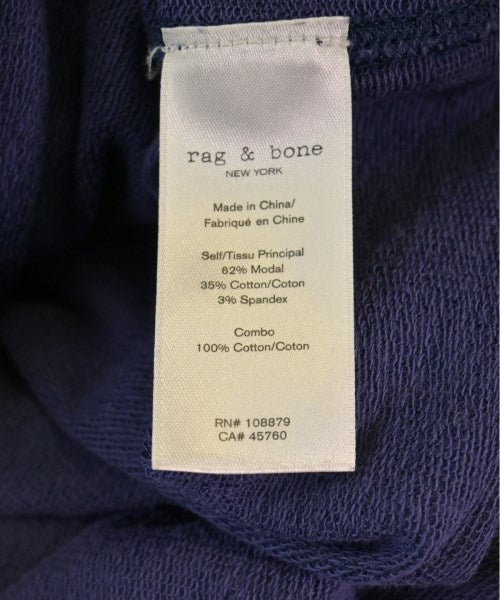 rag & bone
NEW YORK
Made in China/
Fabriqué en Chine
Self/Tissu Principal
62% Modal
35% Cotton/Coton
3% Spandex
Combo
100% Cotton/Coton
RN# 108879
CA# 45760